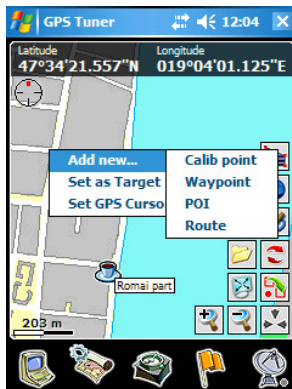 GPS Tuner 12:04
Latitude Longitude
47°34'21.557"N 019°04'01.125"E
Add new... Calib point
Set as Target Waypoint
Set GPS Curso POI
Route
Romai part
203 m